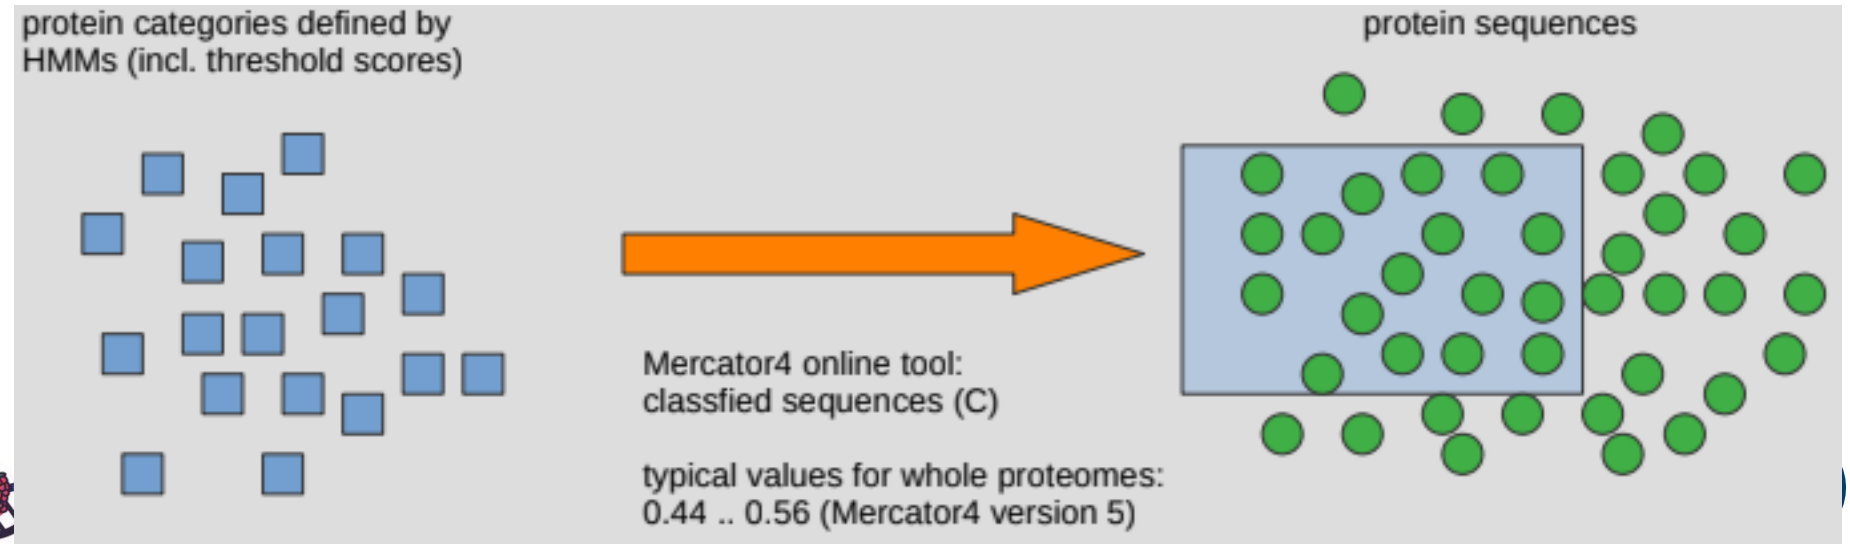 protein categories defined by
HMMs (incl. threshold scores)
protein sequences
Mercator4 online tool:
classfied sequences (C)
typical values for whole proteomes:
0.44 .. 0.56 (Mercator4 version 5)